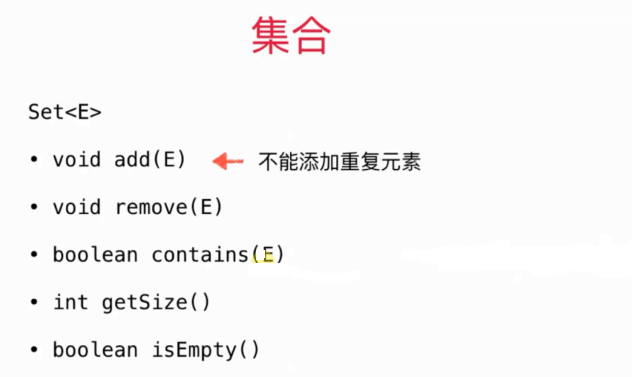 集合
Set<E>
• void add(E) 不能添加重复元素
• void remove(E)
• boolean contains(E)
• int getSize()
• boolean isEmpty()